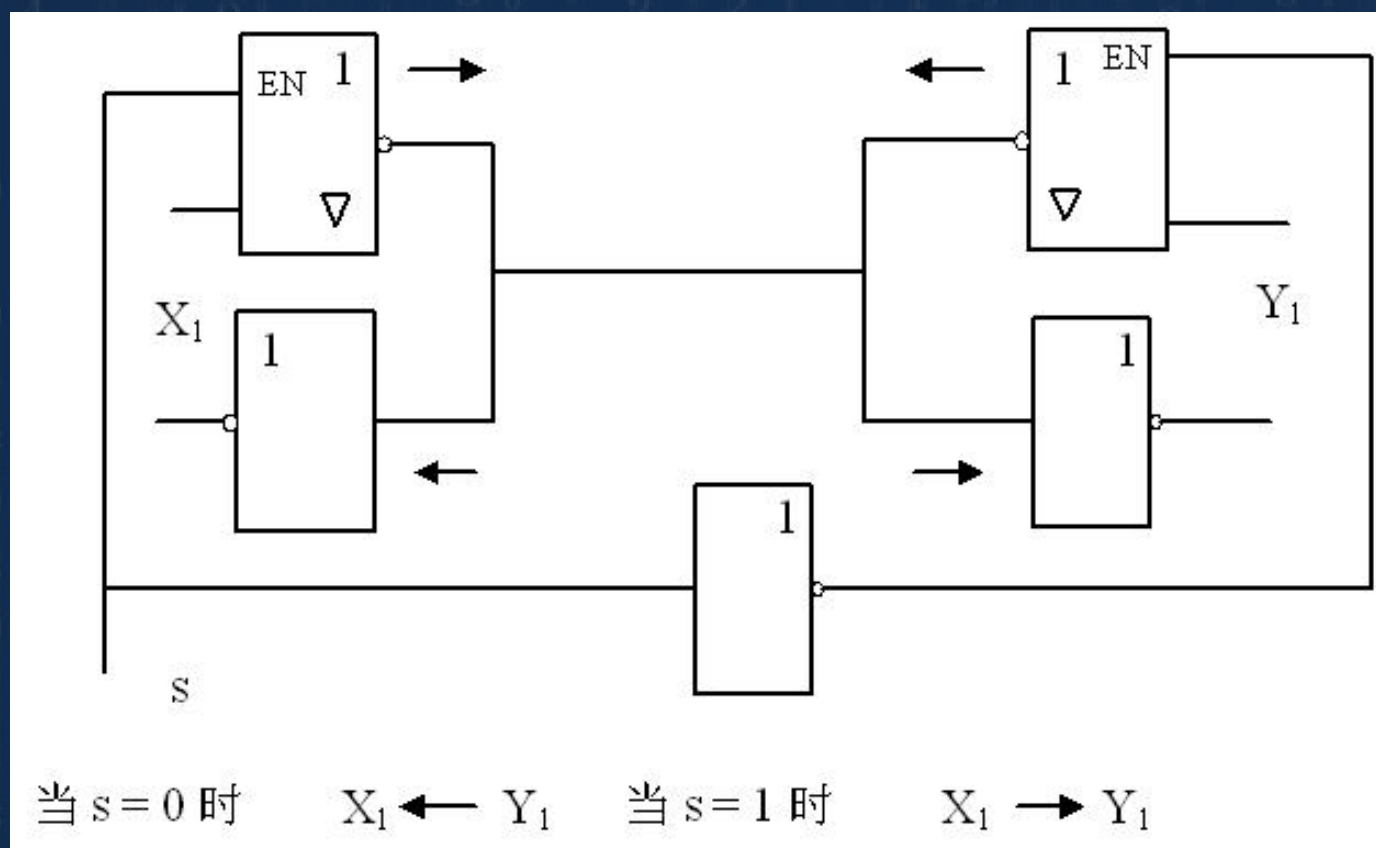 EN 1
1 EN
X₁
Y₁
1
1
1
s
当 s = 0 时 X₁ ← Y₁ 当 s = 1 时 X₁ → Y₁